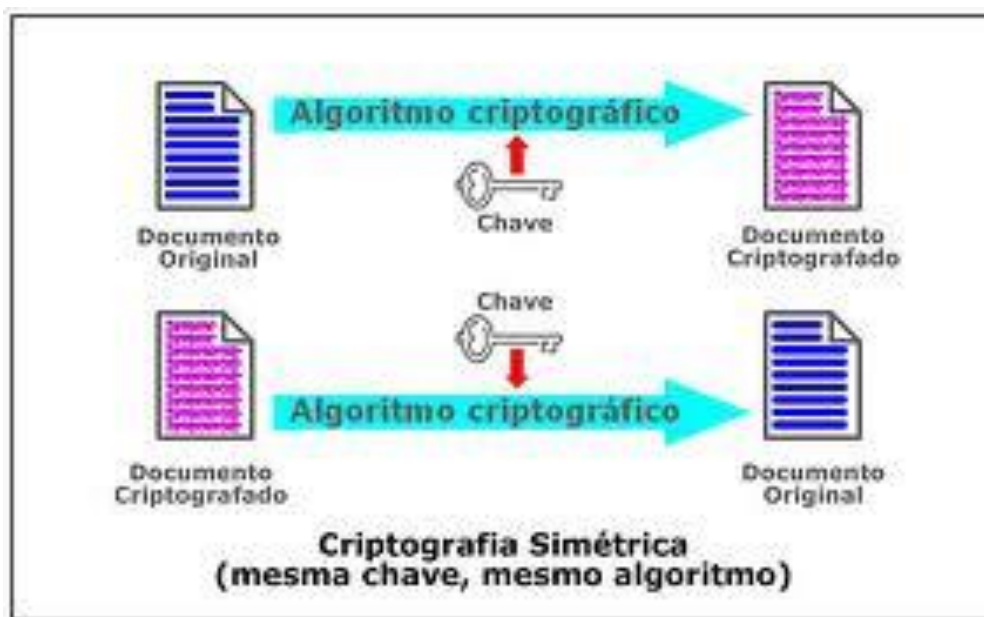 Algoritmo criptográfico
Chave
Documento
Original
Documento
Criptografado
Chave
Algoritmo criptográfico
Documento
Criptografado
Documento
Original
Criptografia Simétrica
(mesma chave, mesmo algoritmo)